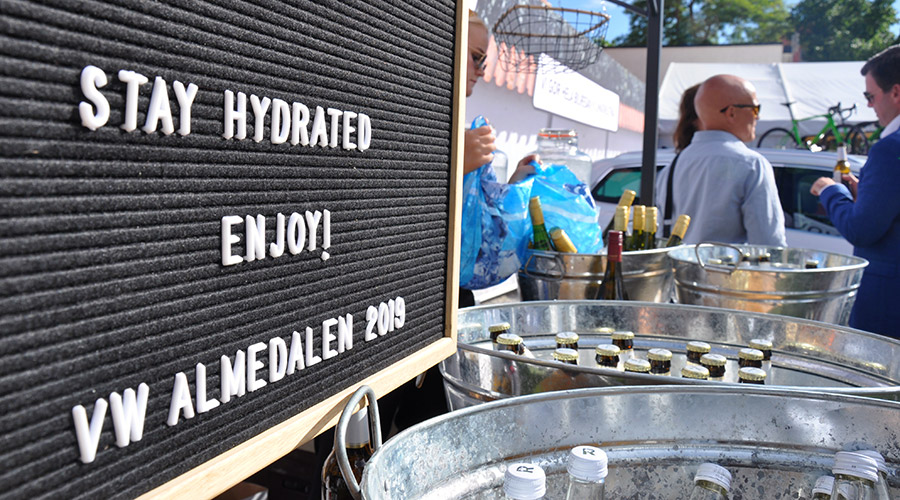 STAY HYDRATED
ENJOY!
VW ALMEDALEN 2019